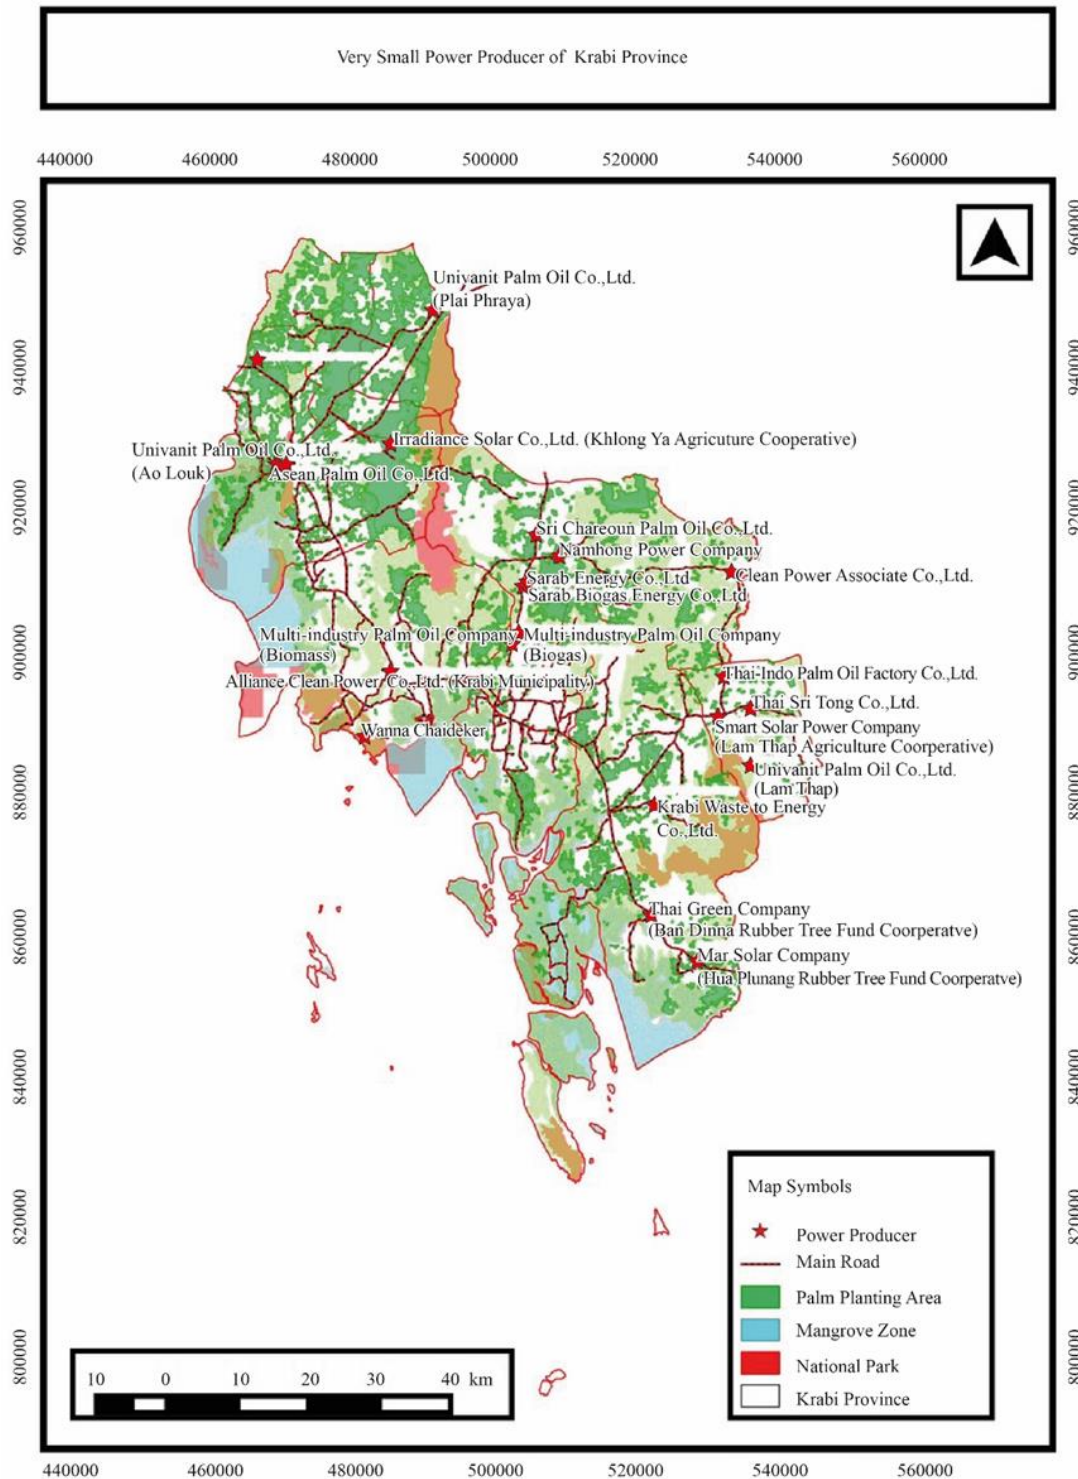 Very Small Power Producer of Krabi Province
440000 460000 480000 500000 520000 540000 560000
960000 960000
Univanit Palm Oil Co.,Ltd.
(Plai Phraya)
940000 940000
Irradiance Solar Co.,Ltd. (Khlong Ya Agricuture Cooperative)
Univanit Palm Oil Co.,Ltd.
(Ao Louk)
Asean Palm Oil Co.,Ltd.
920000 920000
Sri Chareoun Palm Oil Co.,Ltd.
Namhong Power Company
Clean Power Associate Co.,Ltd.
Sarab Energy Co.,Ltd
Sarab Biogas Energy Co.,Ltd
900000 900000
Multi-industry Palm Oil Company
(Biomass)
Multi-industry Palm Oil Company
(Biogas)
Alliance Clean Power Co.,Ltd. (Krabi Municipality)
Thai-Indo Palm Oil Factory Co.,Ltd.
Thai Sri Tong Co.,Ltd.
Smart Solar Power Company
(Lam Thap Agriculture Coorperative)
Wanna Chaideker
Univanit Palm Oil Co.,Ltd.
(Lam Thap)
880000 880000
Krabi Waste to Energy
Co.,Ltd.
Thai Green Company
(Ban Dinna Rubber Tree Fund Coorperatve)
860000 860000
Mar Solar Company
(Hua Plunang Rubber Tree Fund Coorperatve)
840000 840000
820000 820000
800000 800000
Map Symbols
Power Producer
Main Road
Palm Planting Area
Mangrove Zone
National Park
Krabi Province
10 0 10 20 30 40 km
440000 460000 480000 500000 520000 540000 560000